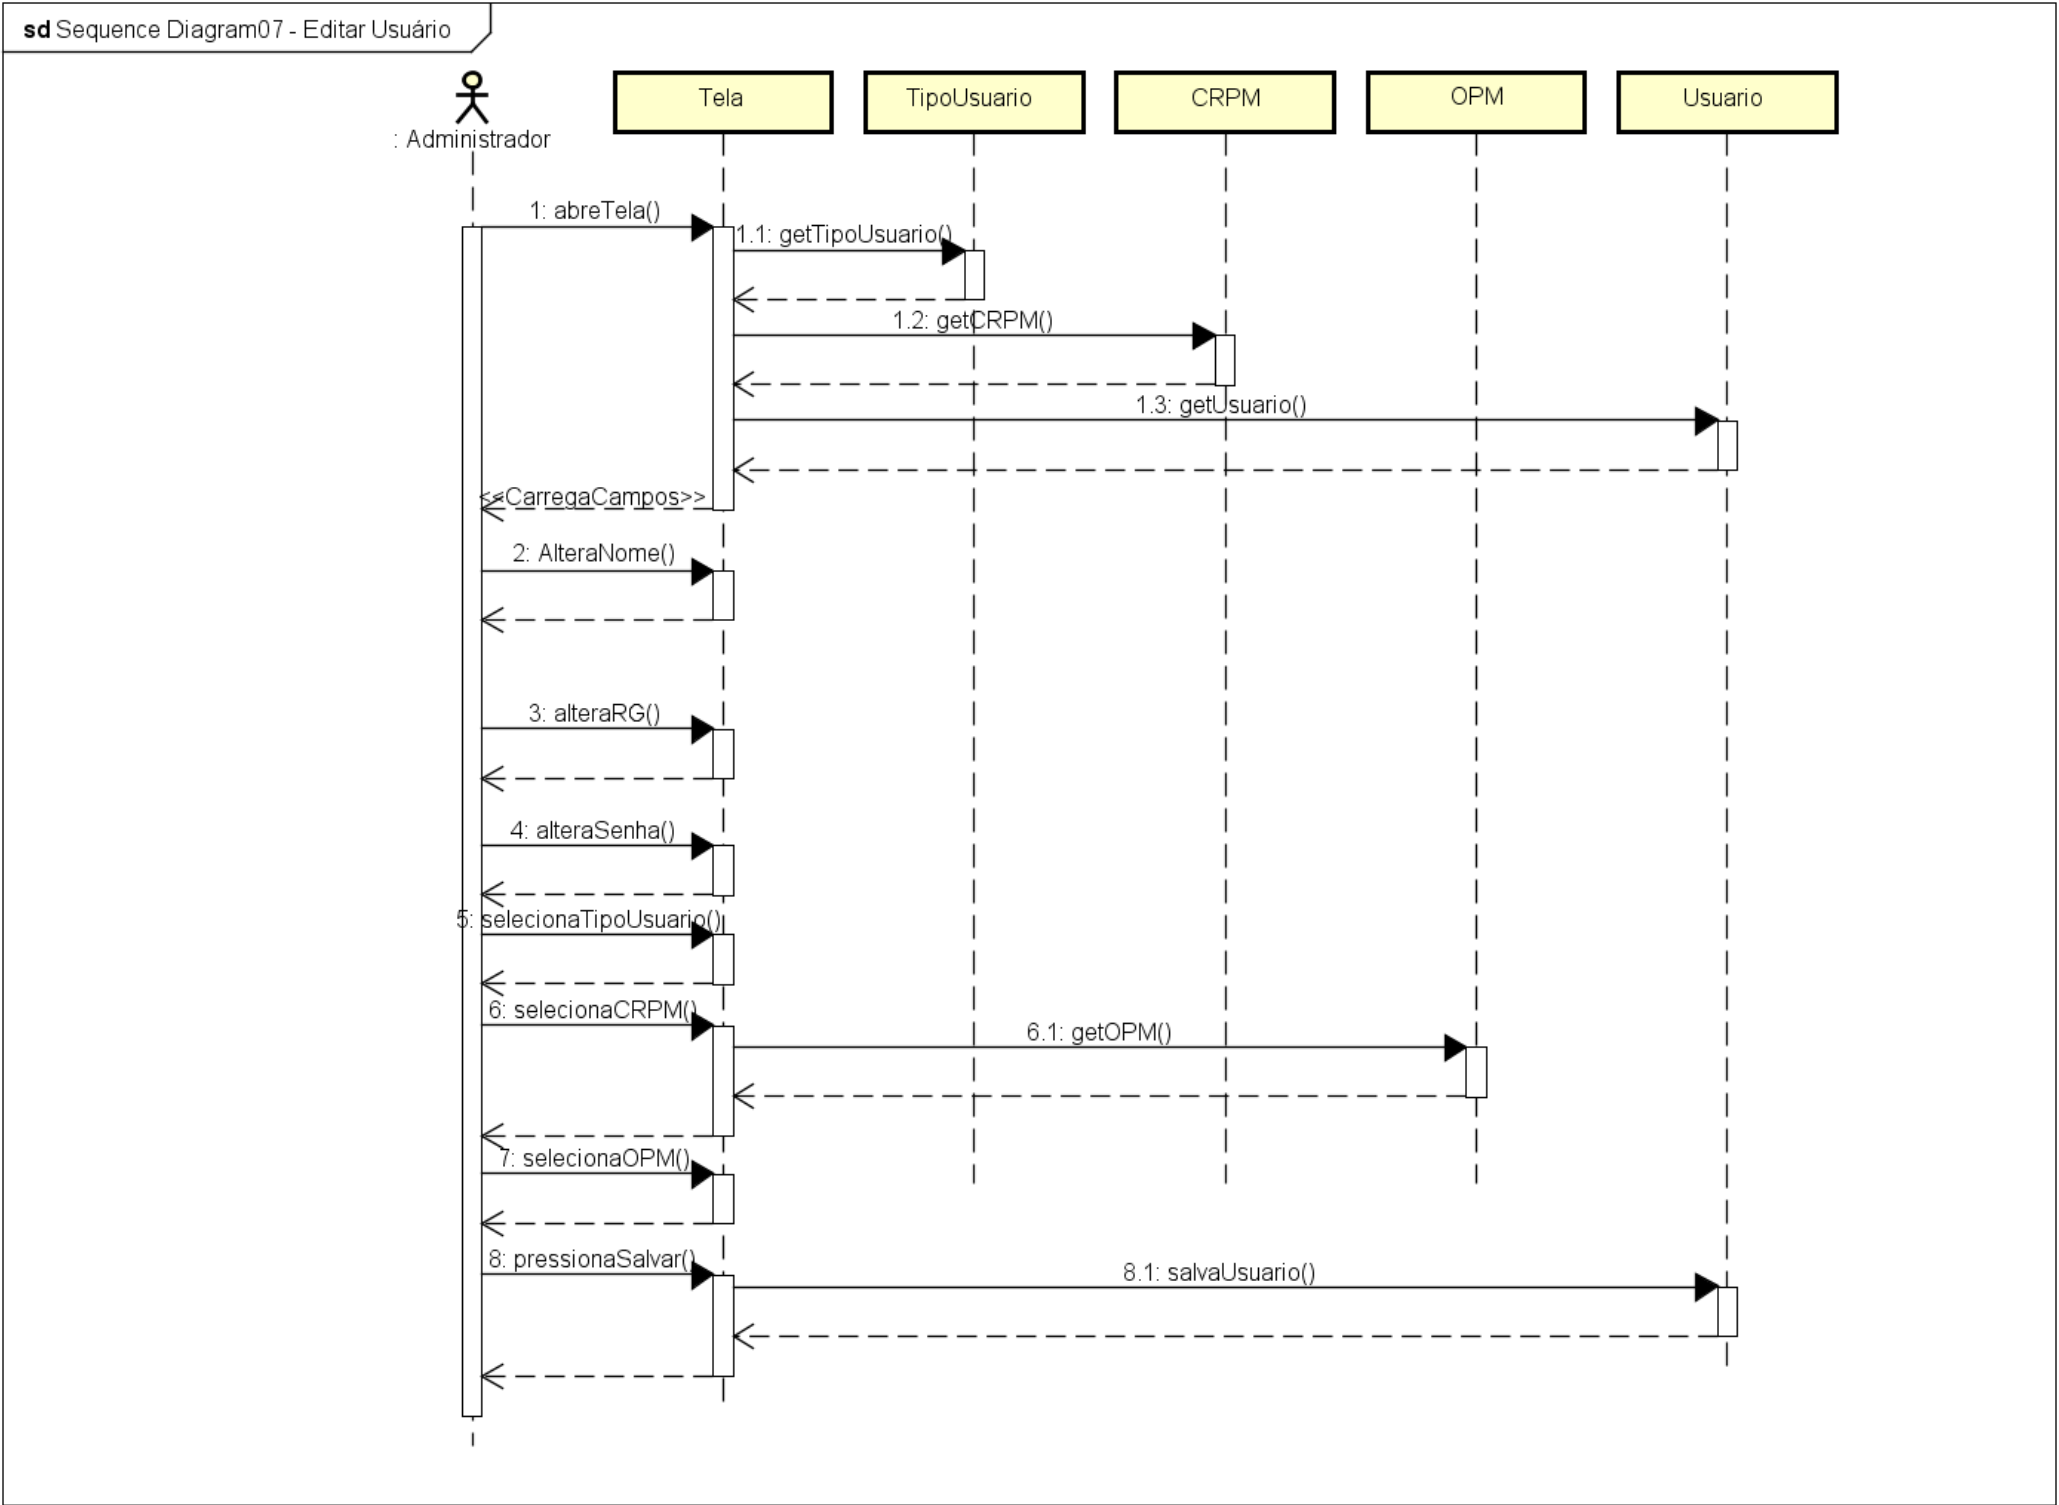 sd Sequence Diagram07 - Editar Usuário
: Administrador
Tela
TipoUsuario
CRPM
OPM
Usuario
1: abreTela()
1.1: getTipoUsuario()
1.2: getCRPM()
1.3: getUsuario()
<<CarregaCampos>>
2: AlteraNome()
3: alteraRG()
4: alteraSenha()
5: selecionaTipoUsuario()
6: selecionaCRPM()
6.1: getOPM()
7: selecionaOPM()
8: pressionaSalvar()
8.1: salvaUsuario()